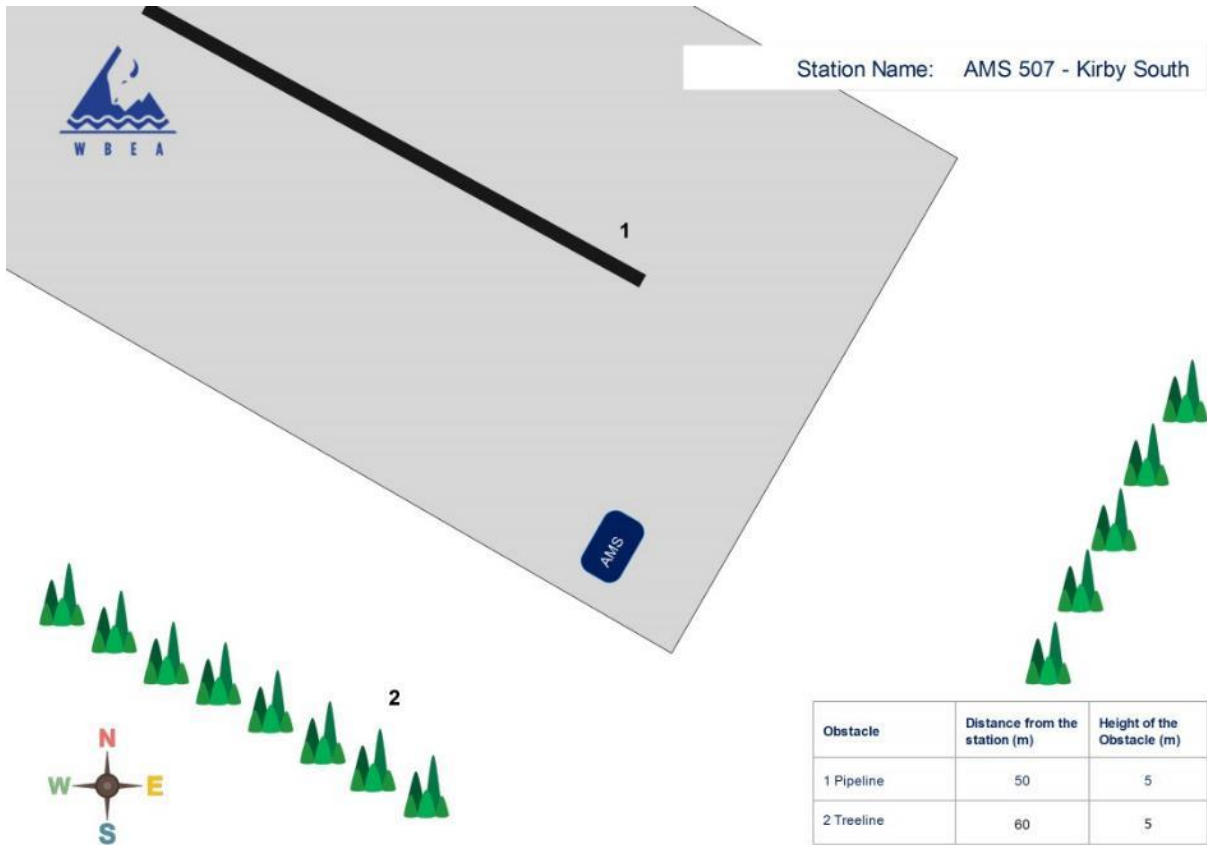 Station Name: AMS 507 - Kirby South
W B E A
1
AMS
2
N
W E
S
Obstacle Distance from the station (m) Height of the Obstacle (m)
1 Pipeline 50 5
2 Treeline 60 5